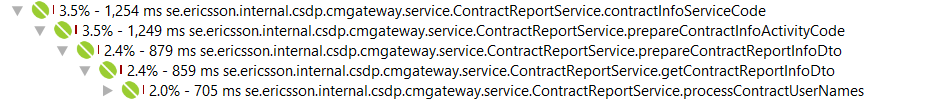 3.5% - 1,254 ms se.ericsson.internal.csdp.cmgateway.service.ContractReportService.contractInfoServiceCode
3.5% - 1,249 ms se.ericsson.internal.csdp.cmgateway.service.ContractReportService.prepareContractInfoActivityCode
2.4% - 879 ms se.ericsson.internal.csdp.cmgateway.service.ContractReportService.prepareContractReportInfoDto
2.4% - 859 ms se.ericsson.internal.csdp.cmgateway.service.ContractReportService.getContractReportInfoDto
2.0% - 705 ms se.ericsson.internal.csdp.cmgateway.service.ContractReportService.processContractUserNames